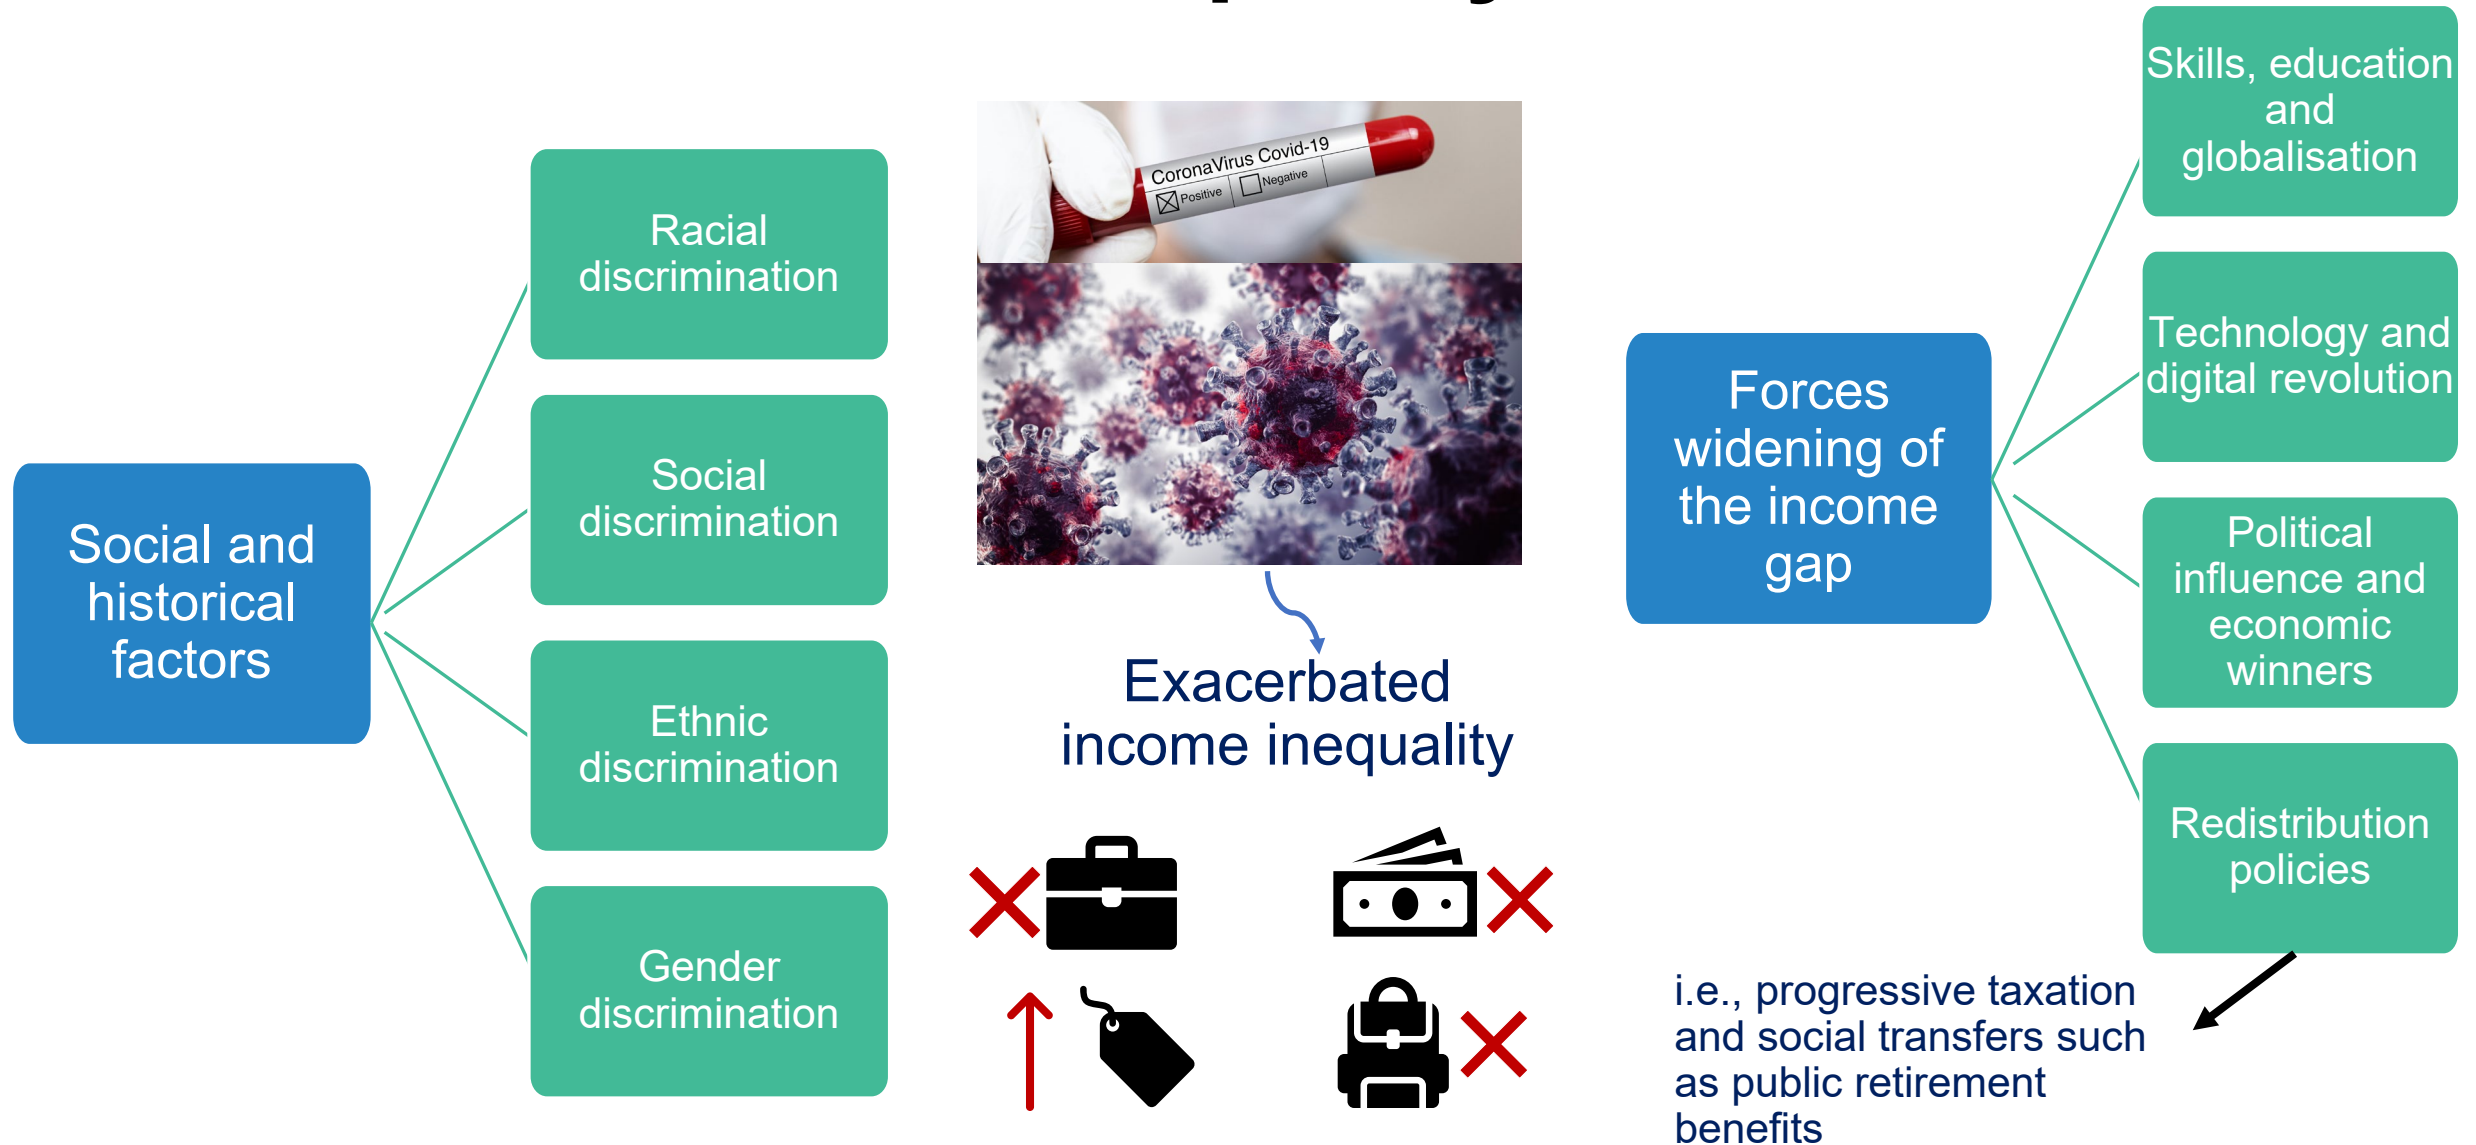 Social and
historical
factors
Racial
discrimination
Social
discrimination
Ethnic
discrimination
Gender
discrimination
CoronaVirus Covid-19
Positive
Negative
Exacerbated
income inequality
Forces
widening of
the income
gap
Skills, education
and
globalisation
Technology and
digital revolution
Political
influence and
economic
winners
Redistribution
policies
i.e., progressive taxation
and social transfers such
as public retirement
benefits